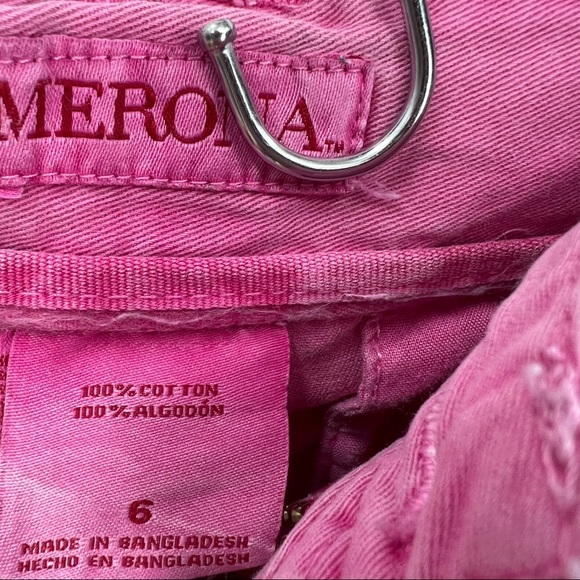 MERONA™
100% COTTON
100% ALGODÓN
6
MADE IN BANGLADESH
HECHO EN BANGLADESH